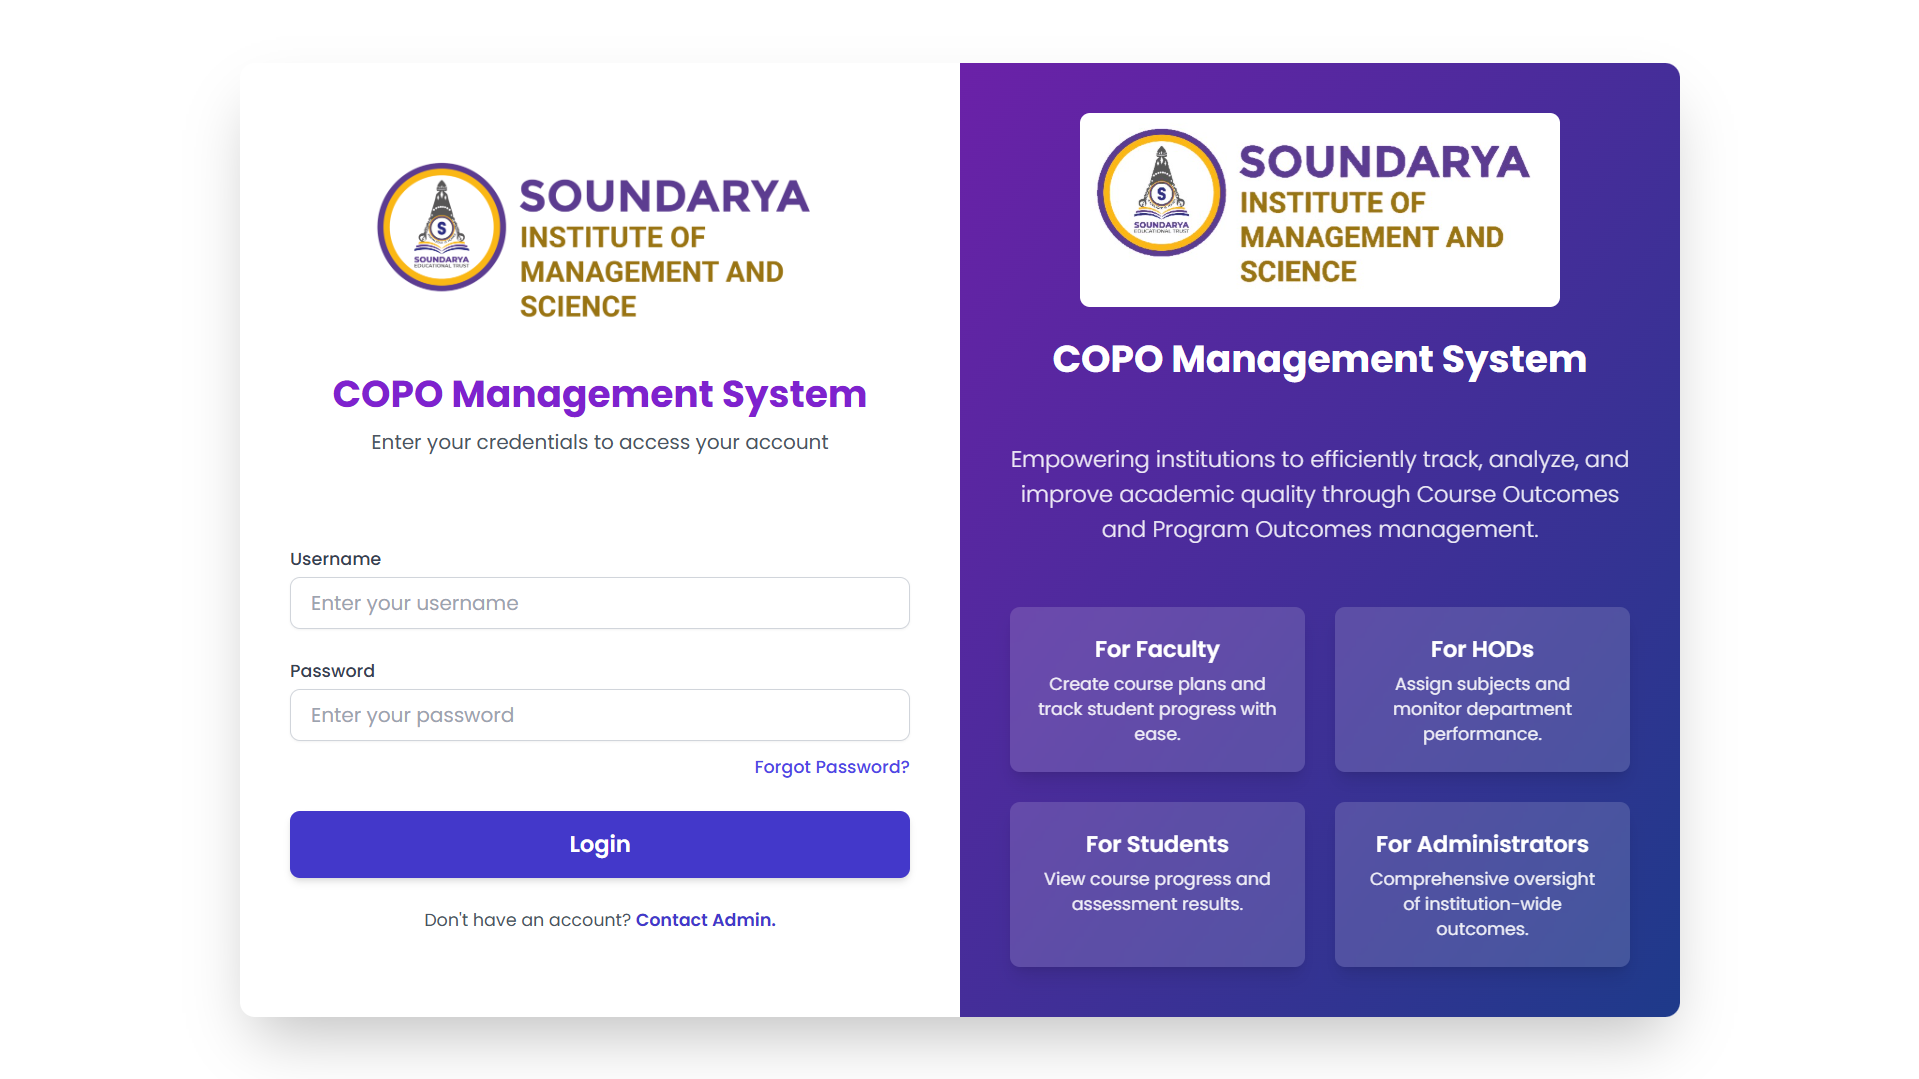 S
SOUNDARYA
EDUCATIONAL TRUST
SOUNDARYA
INSTITUTE OF
MANAGEMENT AND
SCIENCE
COPO Management System
Enter your credentials to access your account
Username
Enter your username
Password
Enter your password
Forgot Password?
Login
Don't have an account? Contact Admin.
S
SOUNDARYA
EDUCATIONAL TRUST
SOUNDARYA
INSTITUTE OF
MANAGEMENT AND
SCIENCE
COPO Management System
Empowering institutions to efficiently track, analyze, and
improve academic quality through Course Outcomes
and Program Outcomes management.
For Faculty
Create course plans and
track student progress with
ease.
For HODs
Assign subjects and
monitor department
performance.
For Students
View course progress and
assessment results.
For Administrators
Comprehensive oversight
of institution-wide
outcomes.